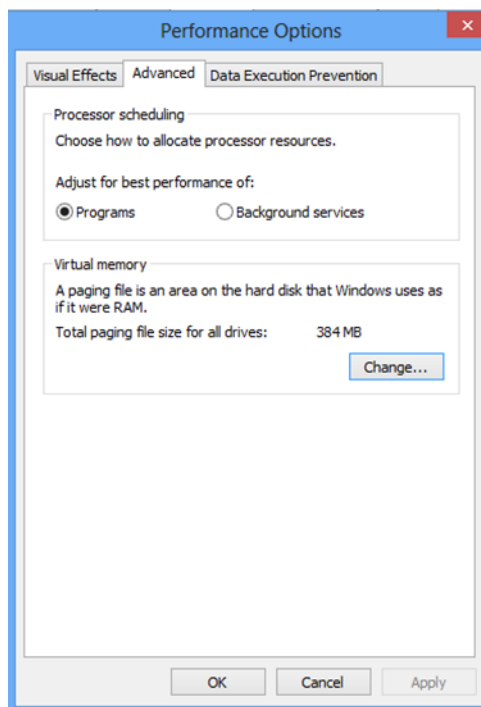 Performance Options
Visual Effects Advanced Data Execution Prevention
Processor scheduling
Choose how to allocate processor resources.
Adjust for best performance of:
Programs Background services
Virtual memory
A paging file is an area on the hard disk that Windows uses as
if it were RAM.
Total paging file size for all drives: 384 MB
Change...
OK Cancel Apply